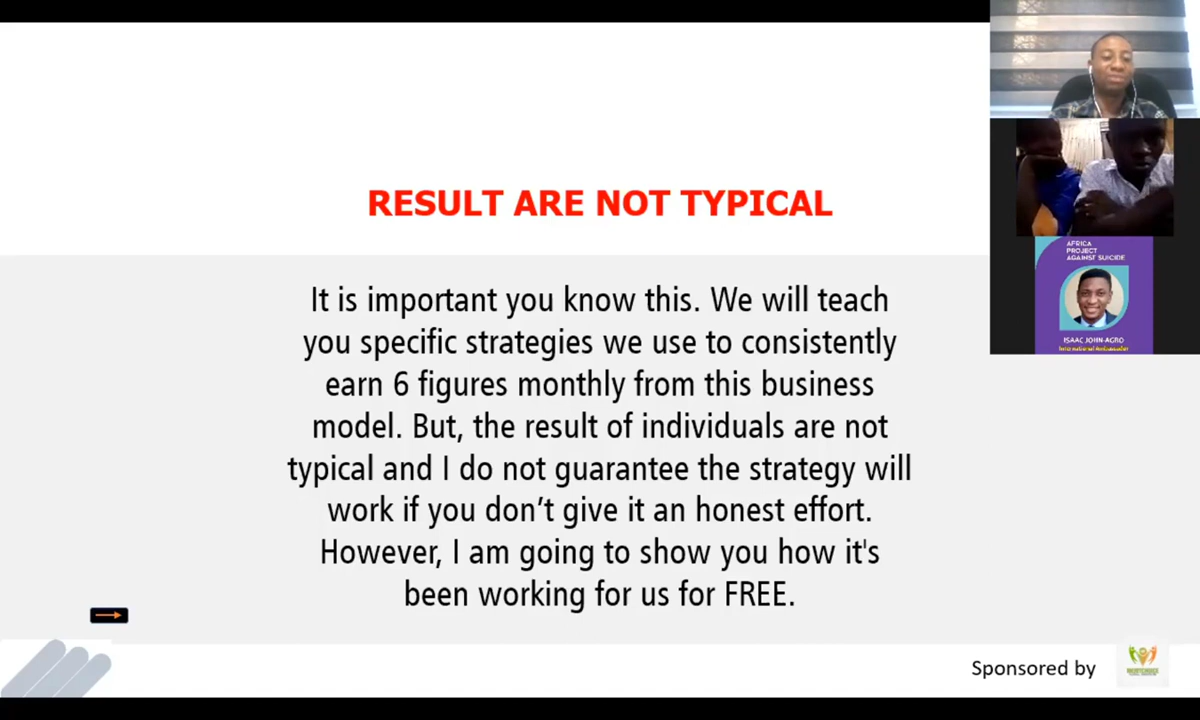 RESULT ARE NOT TYPICAL
It is important you know this. We will teach
you specific strategies we use to consistently
earn 6 figures monthly from this business
model. But, the result of individuals are not
typical and I do not guarantee the strategy will
work if you don’t give it an honest effort.
However, I am going to show you how it's
been working for us for FREE.
AFRICA
PROJECT
AGAINST SUICIDE
ISAAC JOHN-AGRO
International Ambassador
Sponsored by